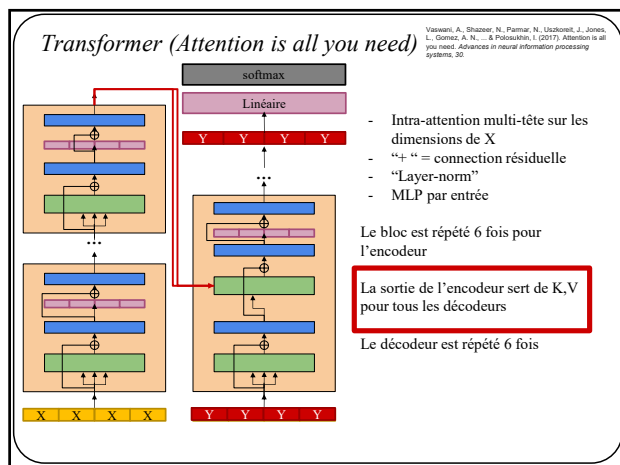 Transformer (Attention is all you need)
Vaswani, A., Shazeer, N., Parmar, N., Uszkoreit, J., Jones,
L., Gomez, A. N., ... & Polosukhin, I. (2017). Attention is all
you need. Advances in neural information processing
systems, 30.
softmax
Linéaire
Y Y Y Y
- Intra-attention multi-tête sur les
dimensions de X
- “+ “ = connection résiduelle
- “Layer-norm”
- MLP par entrée
...
...
Le bloc est répété 6 fois pour
l’encodeur
La sortie de l’encodeur sert de K,V
pour tous les décodeurs
Le décodeur est répété 6 fois
X X X X
Y Y Y Y